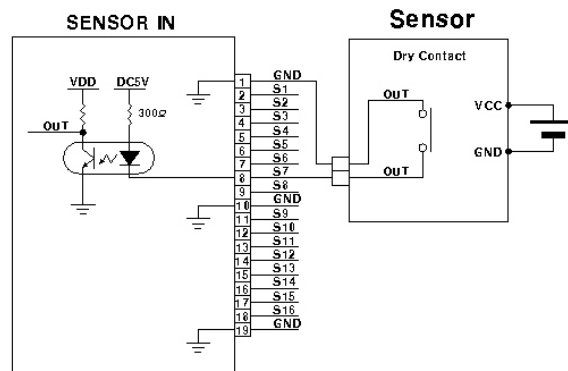 SENSOR IN
VDD
DC5V
300Ω
OUT
1 GND
2 S1
3 S2
4 S3
5 S4
6 S5
7 S6
8 S7
9 S8
10 GND
11 S9
12 S10
13 S11
14 S12
15 S13
16 S14
17 S15
18 S16
19 GND
Sensor
Dry Contact
OUT
OUT
VCC
GND